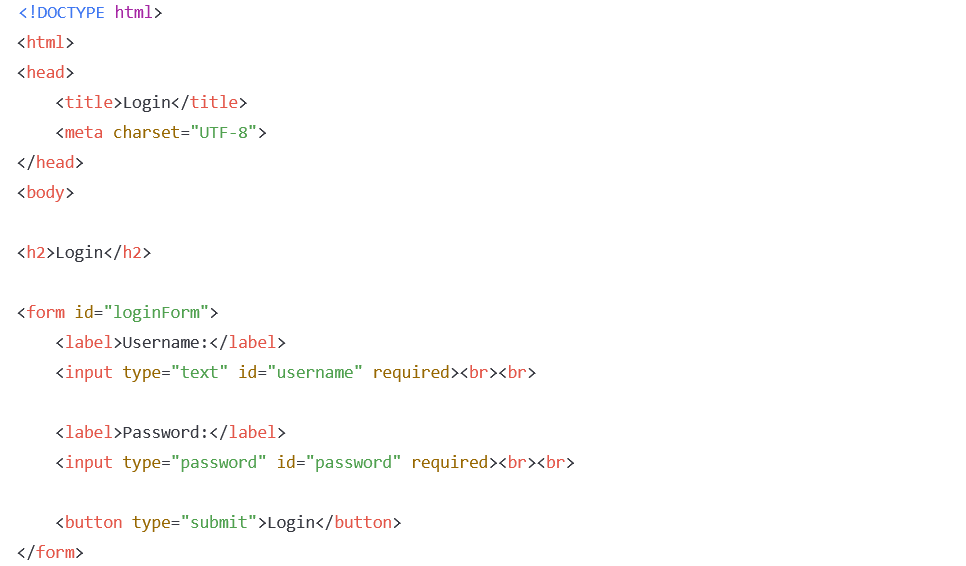 <!DOCTYPE html>
<html>
<head>
    <title>Login</title>
    <meta charset="UTF-8">
</head>
<body>

<h2>Login</h2>

<form id="loginForm">
    <label>Username:</label>
    <input type="text" id="username" required><br><br>

    <label>Password:</label>
    <input type="password" id="password" required><br><br>

    <button type="submit">Login</button>
</form>